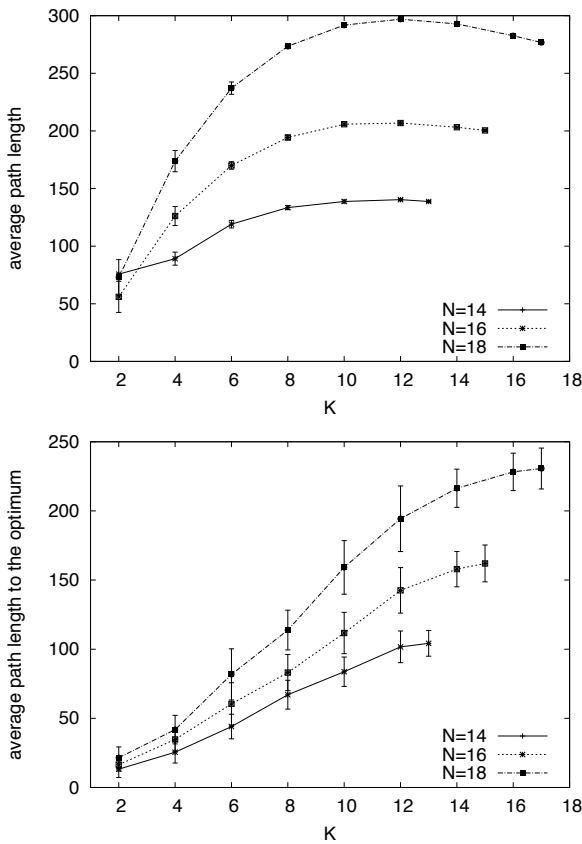 300
250
200
150
100
50
0
average path length
N=14
N=16
N=18
2 4 6 8 10 12 14 16 18
K
250
200
150
100
50
0
average path length to the optimum
N=14
N=16
N=18
2 4 6 8 10 12 14 16 18
K